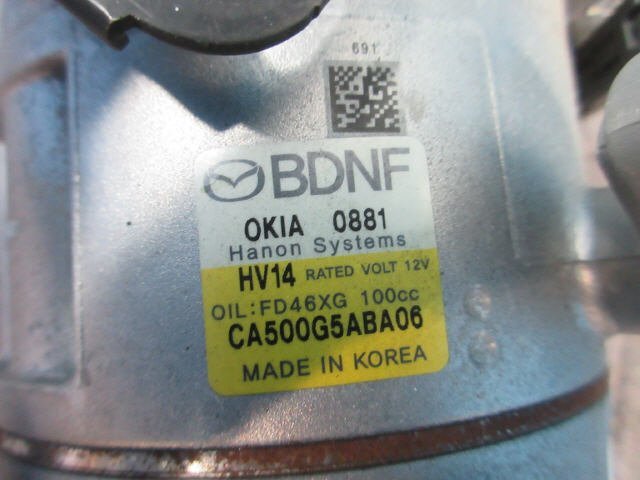 691
BDNF
OKIA 0881
Hanon Systems
HV14 RATED VOLT 12V
OIL:FD46XG 100cc
CA500G5ABA06
MADE IN KOREA